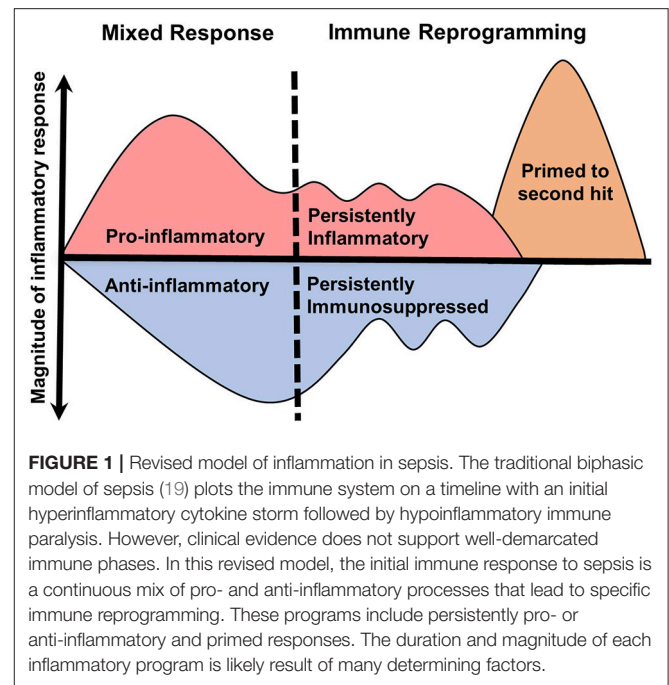 Mixed Response
Immune Reprogramming
Magnitude of inflammatory response
Pro-inflammatory
Persistently
Inflammatory
Primed to
second hit
Anti-inflammatory
Persistently
Immunosuppressed
FIGURE 1 | Revised model of inflammation in sepsis. The traditional biphasic
model of sepsis (19) plots the immune system on a timeline with an initial
hyperinflammatory cytokine storm followed by hypoinflammatory immune
paralysis. However, clinical evidence does not support well-demarcated
immune phases. In this revised model, the initial immune response to sepsis is
a continuous mix of pro- and anti-inflammatory processes that lead to specific
immune reprogramming. These programs include persistently pro- or
anti-inflammatory and primed responses. The duration and magnitude of each
inflammatory program is likely result of many determining factors.